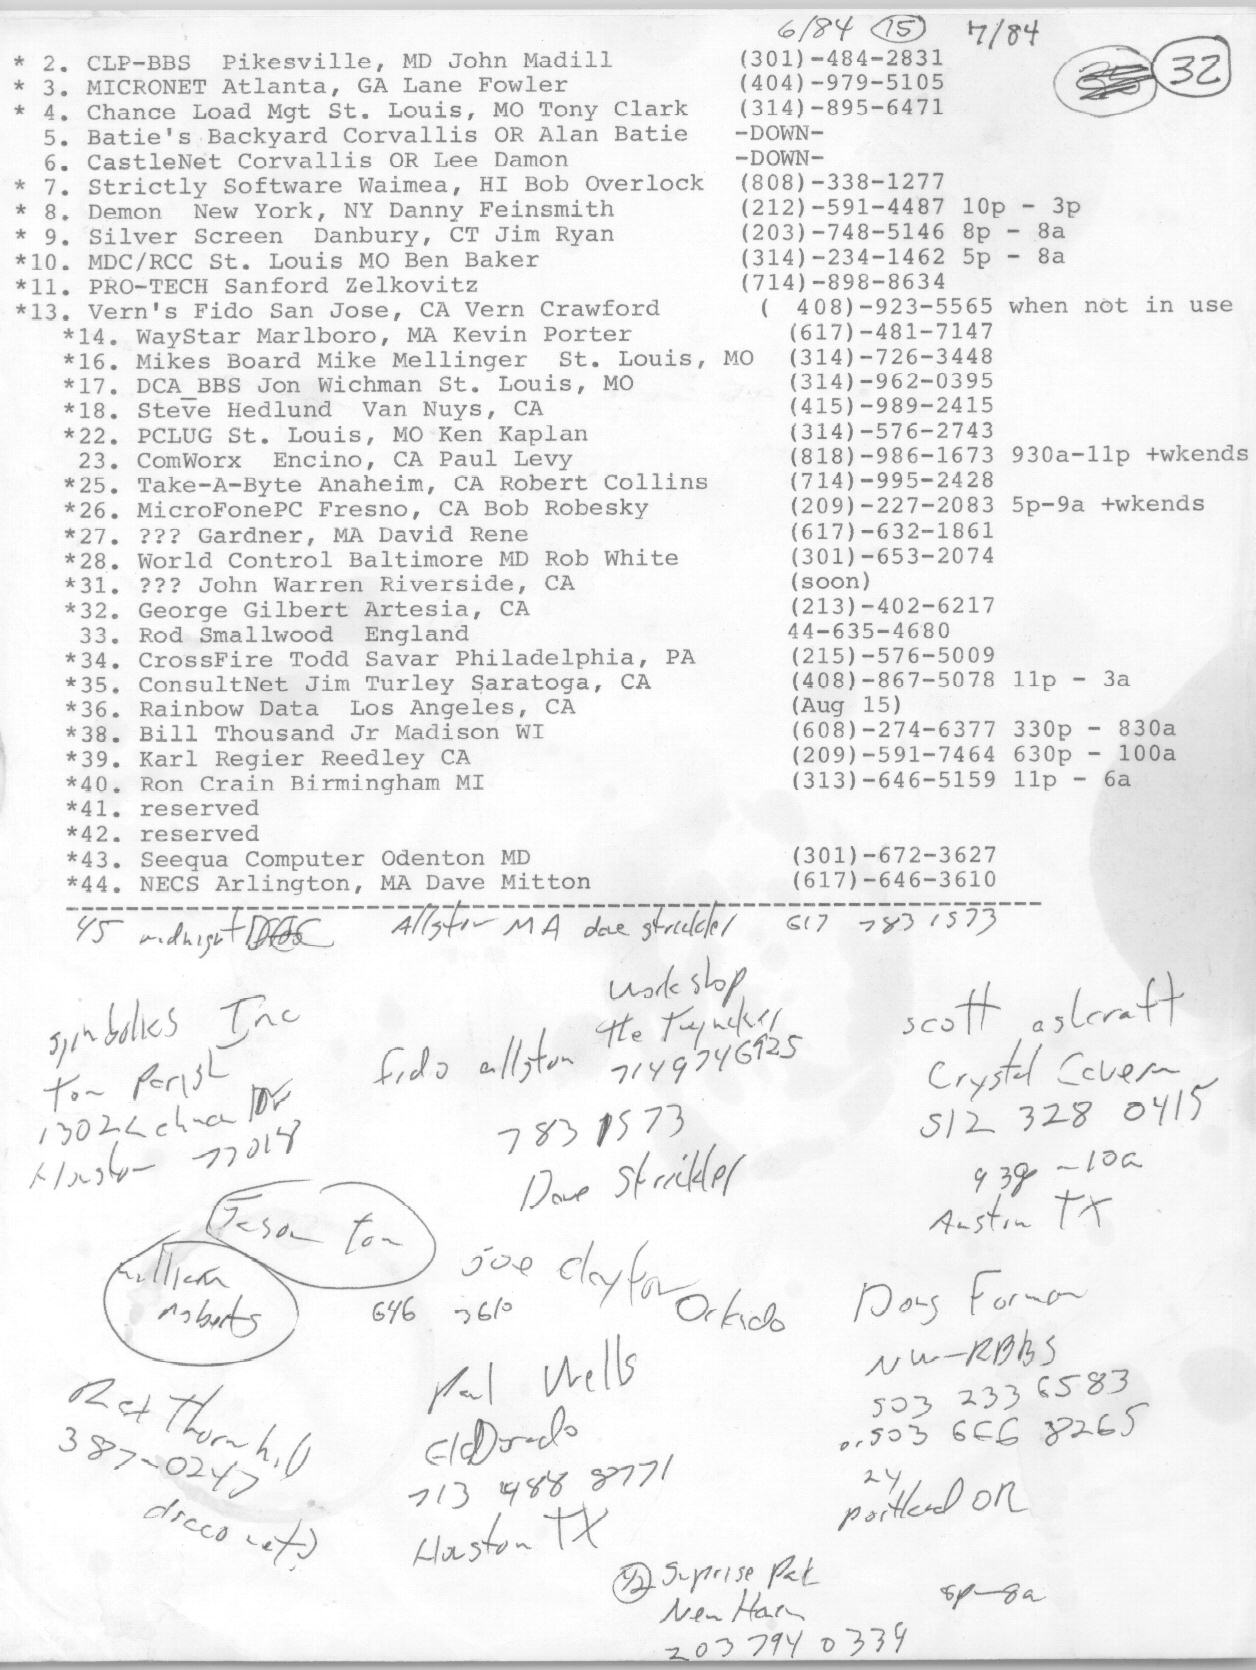 6/84 15 7/84
32
* 2. CLP-BBS Pikesville, MD John Madill (301)-484-2831
* 3. MICRONET Atlanta, GA Lane Fowler (404)-979-5105
* 4. Chance Load Mgt St. Louis, MO Tony Clark (314)-895-6471
5. Batie's Backyard Corvallis OR Alan Batie -DOWN-
6. CastleNet Corvallis OR Lee Damon -DOWN-
* 7. Strictly Software Waimea, HI Bob Overlock (808)-338-1277
* 8. Demon New York, NY Danny Feinsmith (212)-591-4487 10p - 3p
* 9. Silver Screen Danbury, CT Jim Ryan (203)-748-5146 8p - 8a
*10. MDC/RCC St. Louis MO Ben Baker (314)-234-1462 5p - 8a
*11. PRO-TECH Sanford Zelkovitz (714)-898-8634
*13. Vern's Fido San Jose, CA Vern Crawford ( 408)-923-5565 when not in use
*14. WayStar Marlboro, MA Kevin Porter (617)-481-7147
*16. Mikes Board Mike Mellinger St. Louis, MO (314)-726-3448
*17. DCA_BBS Jon Wichman St. Louis, MO (314)-962-0395
*18. Steve Hedlund Van Nuys, CA (415)-989-2415
*22. PCLUG St. Louis, MO Ken Kaplan (314)-576-2743
23. ComWorx Encino, CA Paul Levy (818)-986-1673 930a-11p +wkends
*25. Take-A-Byte Anaheim, CA Robert Collins (714)-995-2428
*26. MicroFonePC Fresno, CA Bob Robesky (209)-227-2083 5p-9a +wkends
*27. ??? Gardner, MA David Rene (617)-632-1861
*28. World Control Baltimore MD Rob White (301)-653-2074
*31. ??? John Warren Riverside, CA (soon)
*32. George Gilbert Artesia, CA (213)-402-6217
33. Rod Smallwood England 44-635-4680
*34. CrossFire Todd Savar Philadelphia, PA (215)-576-5009
*35. ConsultNet Jim Turley Saratoga, CA (408)-867-5078 11p - 3a
*36. Rainbow Data Los Angeles, CA (Aug 15)
*38. Bill Thousand Jr Madison WI (608)-274-6377 330p - 830a
*39. Karl Regier Reedley CA (209)-591-7464 630p - 100a
*40. Ron Crain Birmingham MI (313)-646-5159 11p - 6a
*41. reserved
*42. reserved
*43. Seequa Computer Odenton MD (301)-672-3627
*44. NECS Arlington, MA Dave Mitton (617)-646-3610
45 midnight Allston MA dave strickler 617 783 1573
symbolics Inc
Tom Parish
Houston 77018
workshop
the
7149746925
fido allston
783 1573
Dave Strickler
scott ashcraft
Crystal Cavern
512 328 0415
-10a
Austin TX
Jason Tom
william
roberts
646 3610
joe clayton
Orlando
Doug Forman
NW-RBBS
503 233 6583
or 503 666 8265
24
portland OR
Rex Thornhill
387-0247
disconnet?
Paul Wells
ElDorado
713 488 8771
Houston TX
42 Suprise Pak
New Haven
203 794 0339
8p-8a